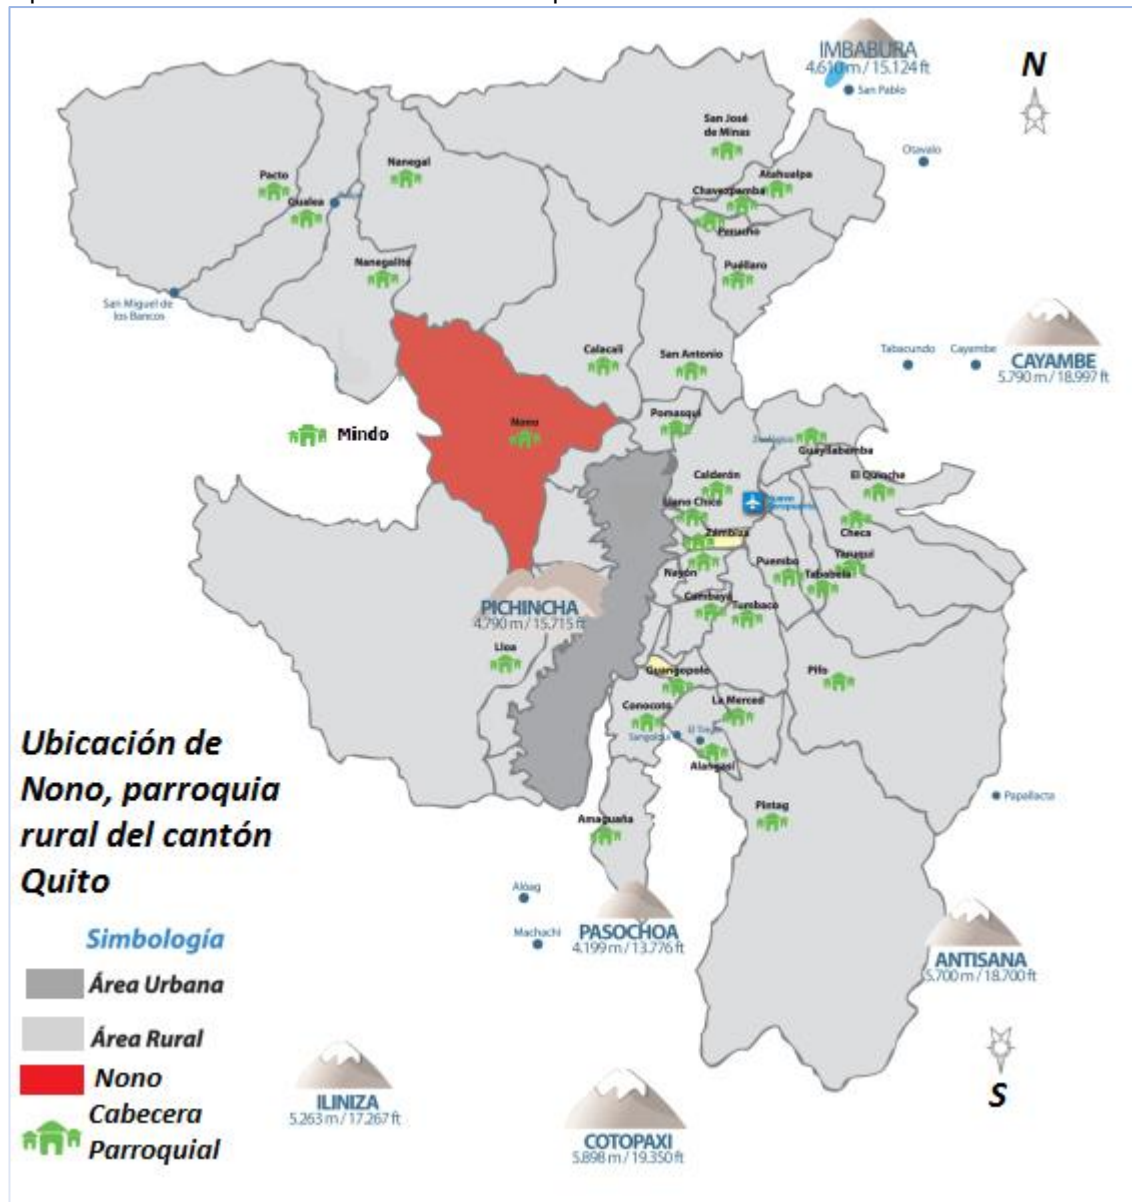 IMBABURA
4.610 m / 15.124 ft
San Pablo
N
San José
de Minas
Otavalo
Atahualpa
Nanegal
Pacto
Chavezpamba
Gualea
Perucho
Nanegalito
Puéllaro
San Miguel de
los Bancos
Calacalí
San Antonio
Tabacundo
Cayambe
CAYAMBE
5.790 m / 18.997 ft
Pomasqui
Nono
Mindo
Guayllabamba
Calderón
El Quinche
Llano Chico
Nuevo
Aeropuerto
Zámbiza
Checa
Yaruquí
Puembo
Nayón
Tababela
Cumbayá
Tumbaco
PICHINCHA
4.790 m / 15.715 ft
Lloa
Guangopolo
Pifo
Conocoto
La Merced
Sangolquí
El Tingo
Alangasí
Ubicación de
Nono, parroquia
rural del cantón
Quito
Papallacta
Pintag
Amaguaña
Alóag
Machachi
PASOCHOA
4.199 m / 13.776 ft
ANTISANA
5.700 m / 18.700 ft
Simbología
Área Urbana
Área Rural
Nono
Cabecera
Parroquial
ILINIZA
5.263 m / 17.267 ft
COTOPAXI
5.898 m / 19.350 ft
S